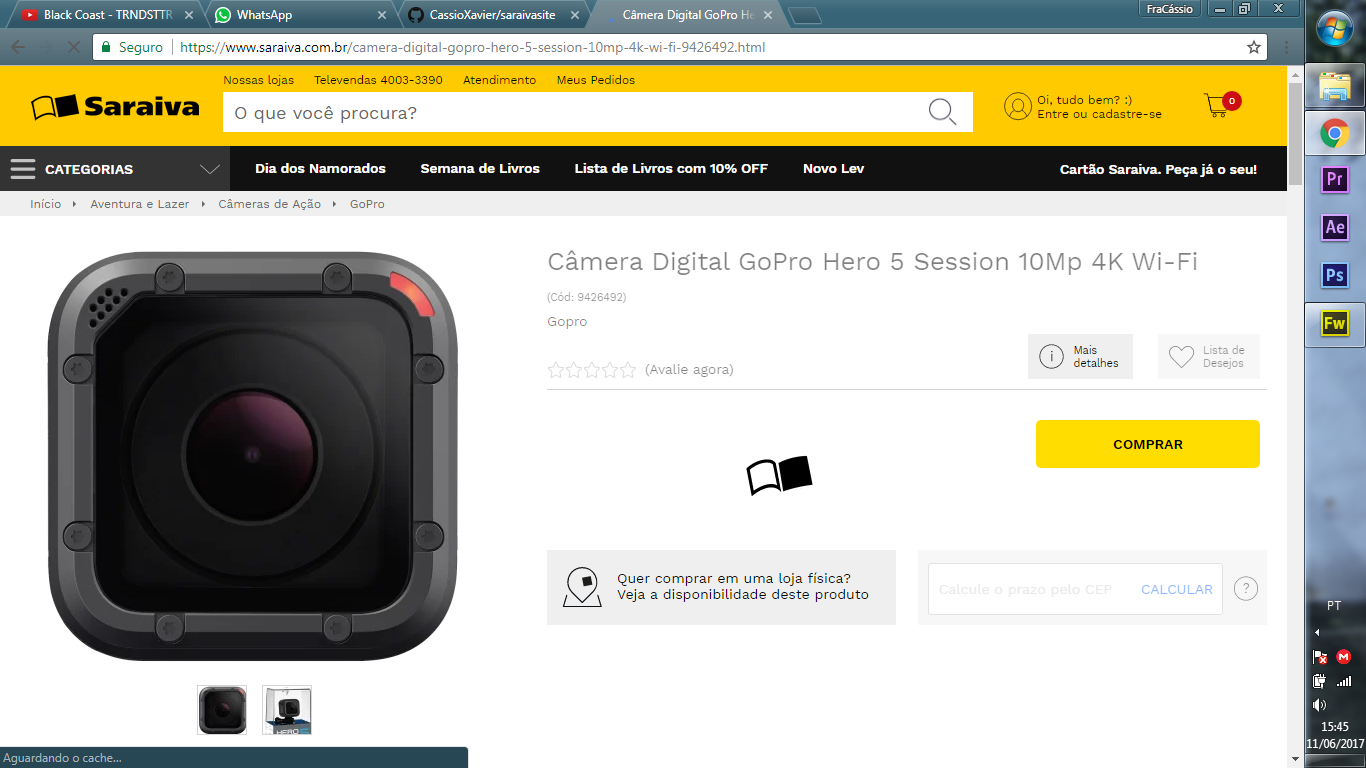 Black Coast - TRNDSTTR
WhatsApp
CassioXavier/saraivasite
Câmera Digital GoPro He
FraCássio
Seguro
https://www.saraiva.com.br/camera-digital-gopro-hero-5-session-10mp-4k-wi-fi-9426492.html
Nossas lojas Televendas 4003-3390 Atendimento Meus Pedidos
Saraiva
O que você procura?
Oi, tudo bem? :)
Entre ou cadastre-se
0
CATEGORIAS
Dia dos Namorados Semana de Livros Lista de Livros com 10% OFF Novo Lev
Cartão Saraiva. Peça já o seu!
Início Aventura e Lazer Câmeras de Ação GoPro
Câmera Digital GoPro Hero 5 Session 10Mp 4K Wi-Fi
(Cód: 9426492)
Gopro
(Avalie agora)
Mais
detalhes
Lista de
Desejos
COMPRAR
Quer comprar em uma loja física?
Veja a disponibilidade deste produto
Calcule o prazo pelo CEP CALCULAR ?
HERO
Aguardando o cache...
Pr
Ae
Ps
Fw
PT
M
15:45
11/06/2017